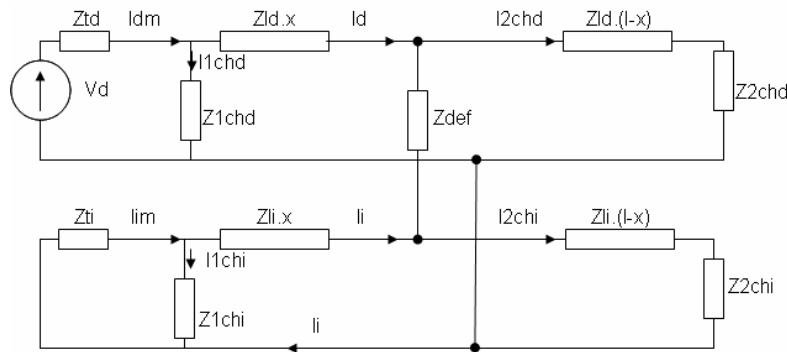 Ztd Idm Zld.x Id I2chd Zld.(l-x)
I1chd
Vd Z1chd Zdef Z2chd
Zti Iim Zli.x Ii I2chi Zli.(l-x)
I1chi
Z1chi Z2chi
Ii